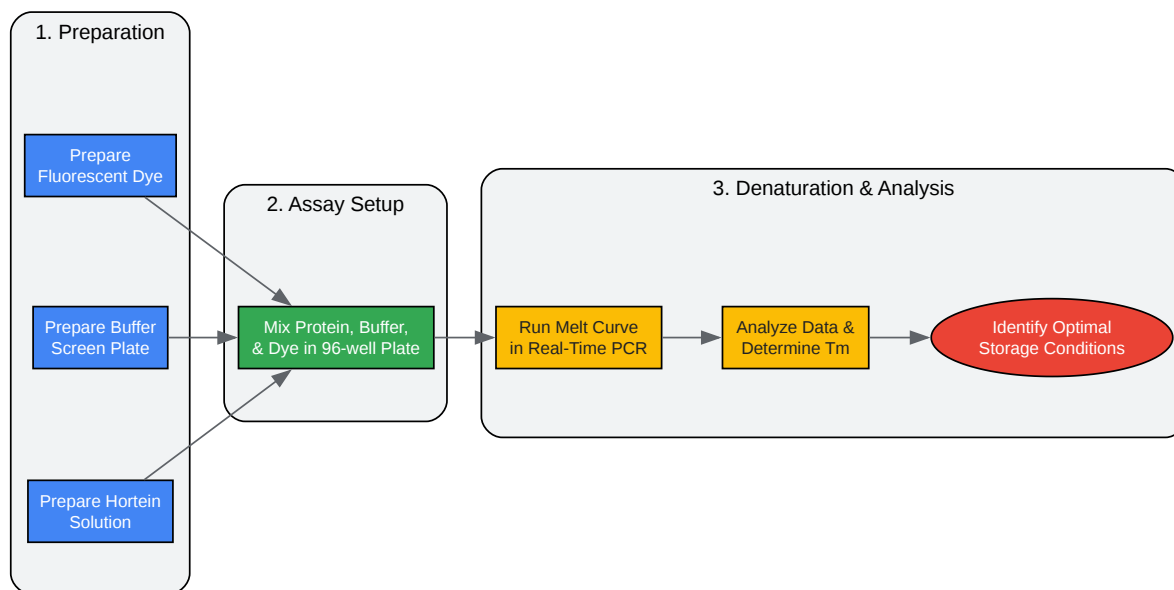 1. Preparation
Prepare
Fluorescent Dye
Prepare Buffer
Screen Plate
Prepare Hortein
Solution
2. Assay Setup
Mix Protein, Buffer,
& Dye in 96-well Plate
3. Denaturation & Analysis
Run Melt Curve
in Real-Time PCR
Analyze Data &
Determine Tm
Identify Optimal
Storage Conditions